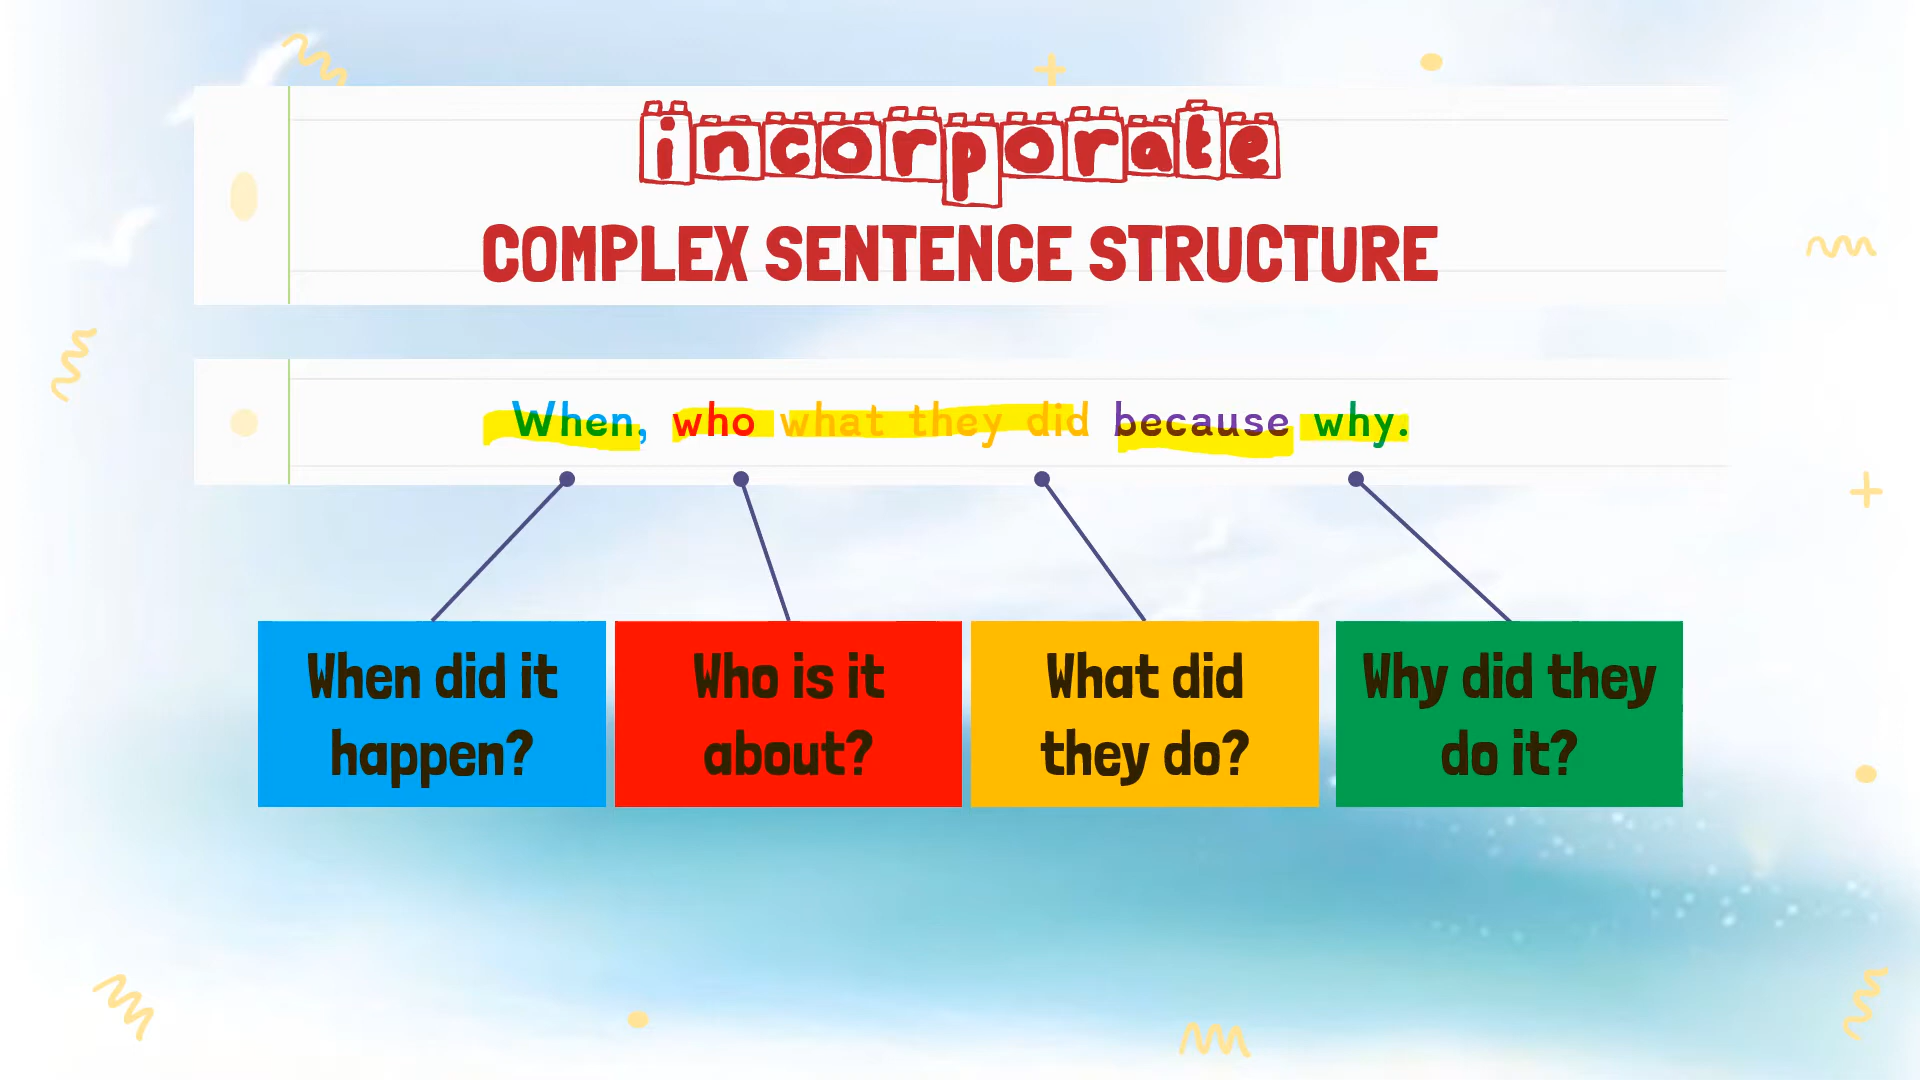 incorporate
COMPLEX SENTENCE STRUCTURE
When, who what they did because why.
When did it
happen?
Who is it
about?
What did
they do?
Why did they
do it?